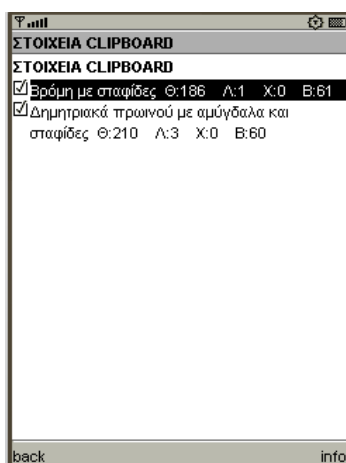 ΣΤΟΙΧΕΙΑ CLIPBOARD
ΣΤΟΙΧΕΙΑ CLIPBOARD
Βρόμη με σταφίδες Θ:186 Λ:1 Χ:0 Β:61
Δημητριακά πρωινού με αμύγδαλα και
σταφίδες Θ:210 Λ:3 Χ:0 Β:60
back info